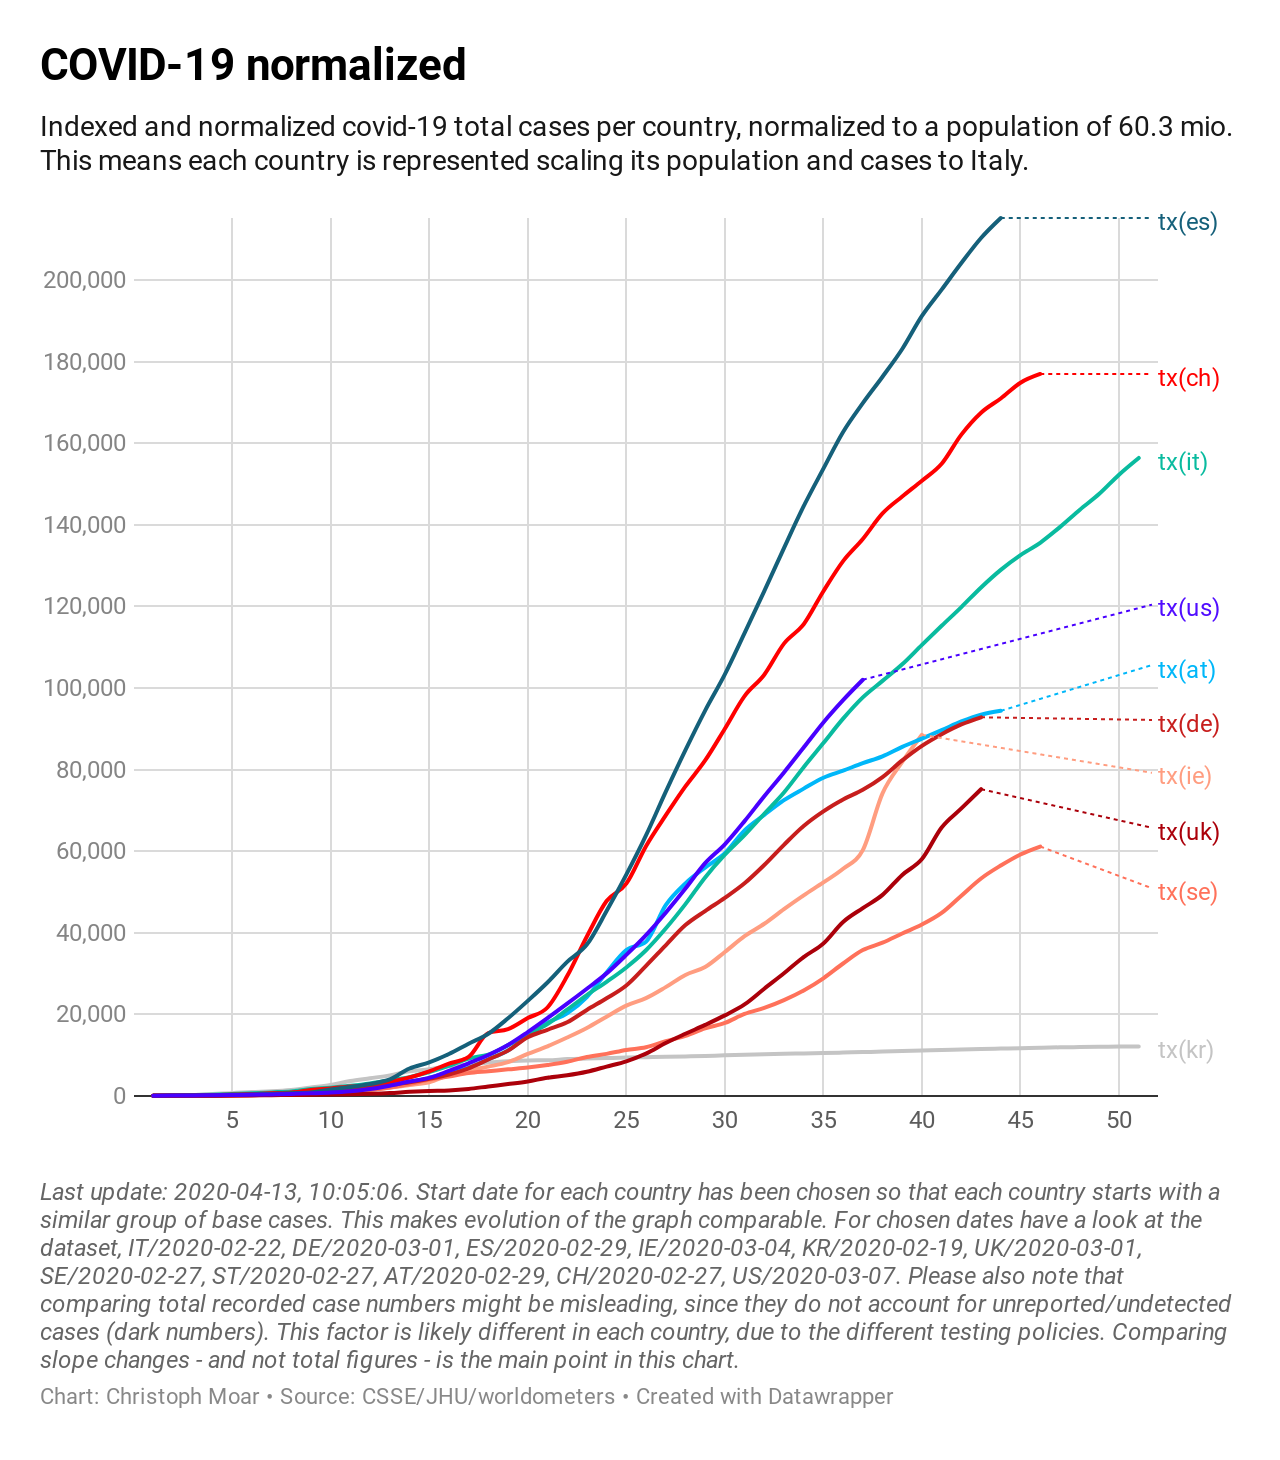 COVID-19 normalized
Indexed and normalized covid-19 total cases per country, normalized to a population of 60.3 mio.
This means each country is represented scaling its population and cases to Italy.
tx(es)
200,000
180,000
tx(ch)
160,000
tx(it)
140,000
120,000
tx(us)
100,000
tx(at)
tx(de)
80,000
tx(ie)
60,000
tx(uk)
tx(se)
40,000
20,000
tx(kr)
0
5 10 15 20 25 30 35 40 45 50
Last update: 2020-04-13, 10:05:06. Start date for each country has been chosen so that each country starts with a
similar group of base cases. This makes evolution of the graph comparable. For chosen dates have a look at the
dataset, IT/2020-02-22, DE/2020-03-01, ES/2020-02-29, IE/2020-03-04, KR/2020-02-19, UK/2020-03-01,
SE/2020-02-27, ST/2020-02-27, AT/2020-02-29, CH/2020-02-27, US/2020-03-07. Please also note that
comparing total recorded case numbers might be misleading, since they do not account for unreported/undetected
cases (dark numbers). This factor is likely different in each country, due to the different testing policies. Comparing
slope changes - and not total figures - is the main point in this chart.
Chart: Christoph Moar • Source: CSSE/JHU/worldometers • Created with Datawrapper